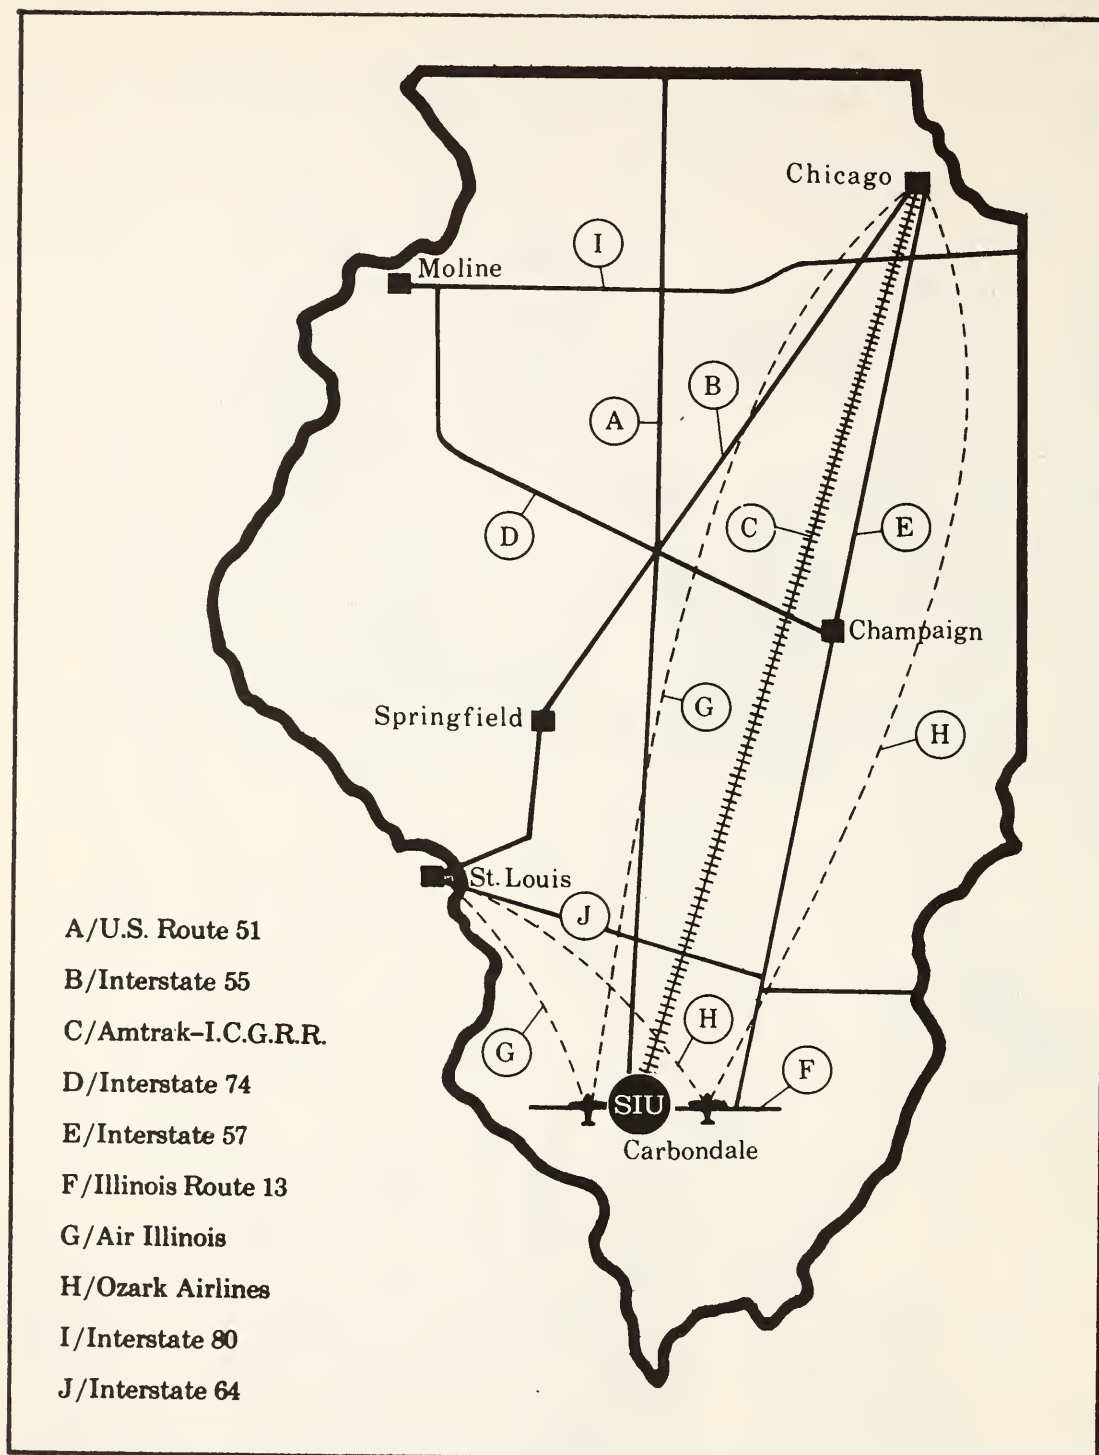 Chicago
I
Moline
B
A
C
E
D
Champaign
Springfield
G
H
St. Louis
J
A/U.S. Route 51
B/Interstate 55
C/Amtrak-I.C.G.R.R.
D/Interstate 74
E/Interstate 57
F/Illinois Route 13
G/Air Illinois
H/Ozark Airlines
I/Interstate 80
J/Interstate 64
H
G
F
SIU
Carbondale